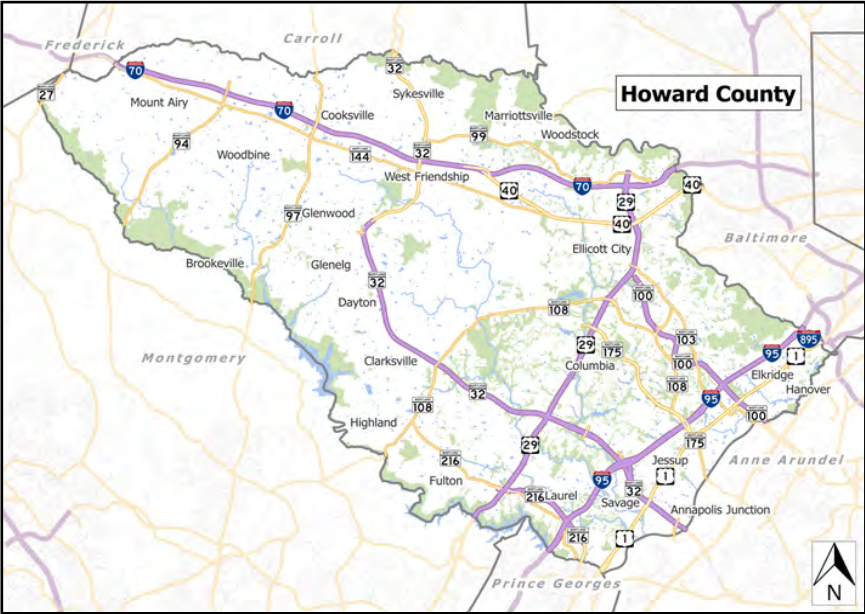 Frederick
Carroll
Howard County
MARYLAND
32
70
27
Mount Airy
Sykesville
70
Cooksville
Marriottsville
94
99
Woodstock
Woodbine
144
32
West Friendship
40
70
40
29
97
Glenwood
40
Ellicott City
Baltimore
Brookeville
Glenelg
32
100
Dayton
108
103
895
Montgomery
29
175
95
1
Clarksville
Columbia
100
Elkridge
108
Hanover
32
95
108
100
Highland
29
175
216
Jessup
Anne Arundel
Fulton
95
1
32
216
Laurel
Savage
Annapolis Junction
216
1
Prince Georges
N